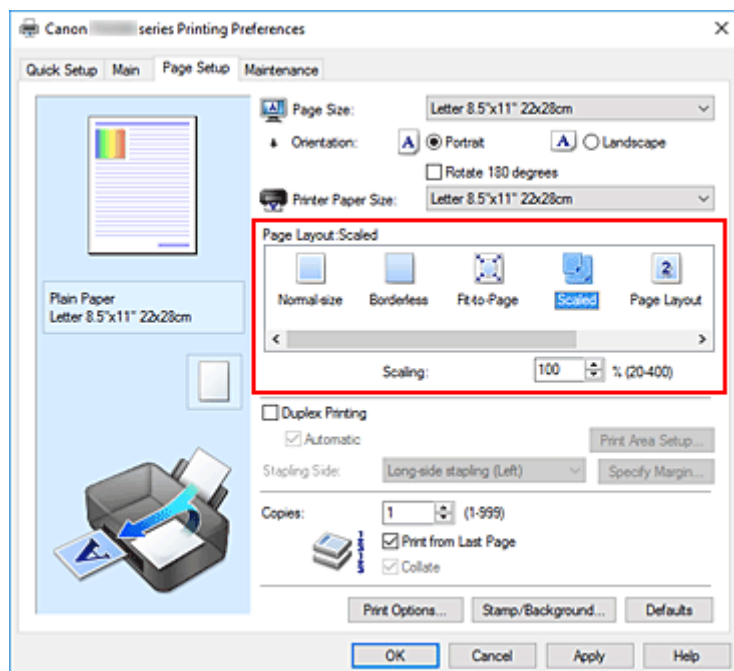 Canon series Printing Preferences
Quick Setup Main Page Setup Maintenance
Page Size: Letter 8.5"x11" 22x28cm
Orientation: A Portrait A Landscape
Rotate 180 degrees
Printer Paper Size: Letter 8.5"x11" 22x28cm
Page Layout:Scaled
Normal-size Borderless Fit-to-Page Scaled 2 Page Layout
Scaling: 100 % (20-400)
Plain Paper
Letter 8.5"x11" 22x28cm
Duplex Printing
Automatic Print Area Setup...
Stapling Side: Long-side stapling (Left) Specify Margin...
Copies: 1 (1-999)
Print from Last Page
Collate
A
Print Options... Stamp/Background... Defaults
OK Cancel Apply Help